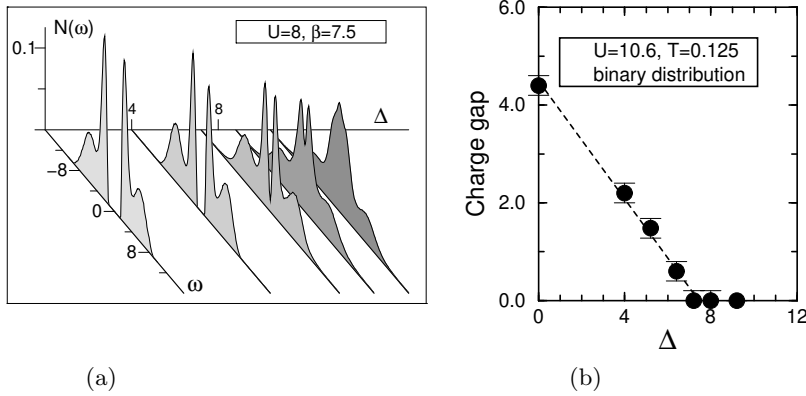 N(ω)
U=8, β=7.5
0.1
4
8
Δ
−8
0
8
ω
(a)
6.0
U=10.6, T=0.125
binary distribution
4.0
Charge gap
2.0
0.0
0
4
8
12
Δ
(b)